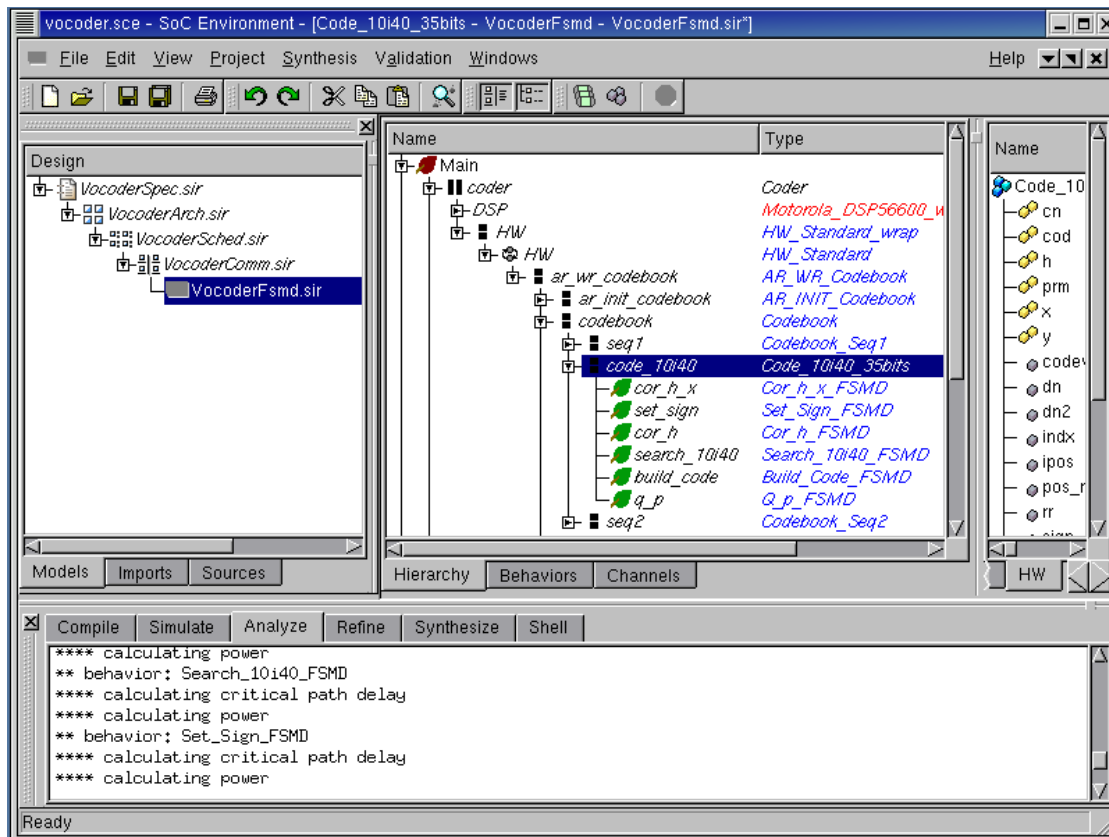 vocoder.sce - SoC Environment - [Code_10i40_35bits - VocoderFsmd - VocoderFsmd.sir*]
File Edit View Project Synthesis Validation Windows Help
Design
VocoderSpec.sir
VocoderArch.sir
VocoderSched.sir
VocoderComm.sir
VocoderFsmd.sir
Models Imports Sources
Name Type
Main
coder Coder
DSP Motorola_DSP56600_w
HW HW_Standard_wrap
HW HW_Standard
ar_wr_codebook AR_WR_Codebook
ar_init_codebook AR_INIT_Codebook
codebook Codebook
seq1 Codebook_Seq1
code_10i40 Code_10i40_35bits
cor_h_x Cor_h_x_FSMD
set_sign Set_Sign_FSMD
cor_h Cor_h_FSMD
search_10i40 Search_10i40_FSMD
build_code Build_Code_FSMD
q_p Q_p_FSMD
seq2 Codebook_Seq2
Hierarchy Behaviors Channels
Name
Code_10
cn
cod
h
prm
x
y
code
dn
dn2
indx
ipos
pos_
rr
HW
Compile Simulate Analyze Refine Synthesize Shell
**** calculating power
** behavior: Search_10i40_FSMD
**** calculating critical path delay
**** calculating power
** behavior: Set_Sign_FSMD
**** calculating critical path delay
**** calculating power
Ready